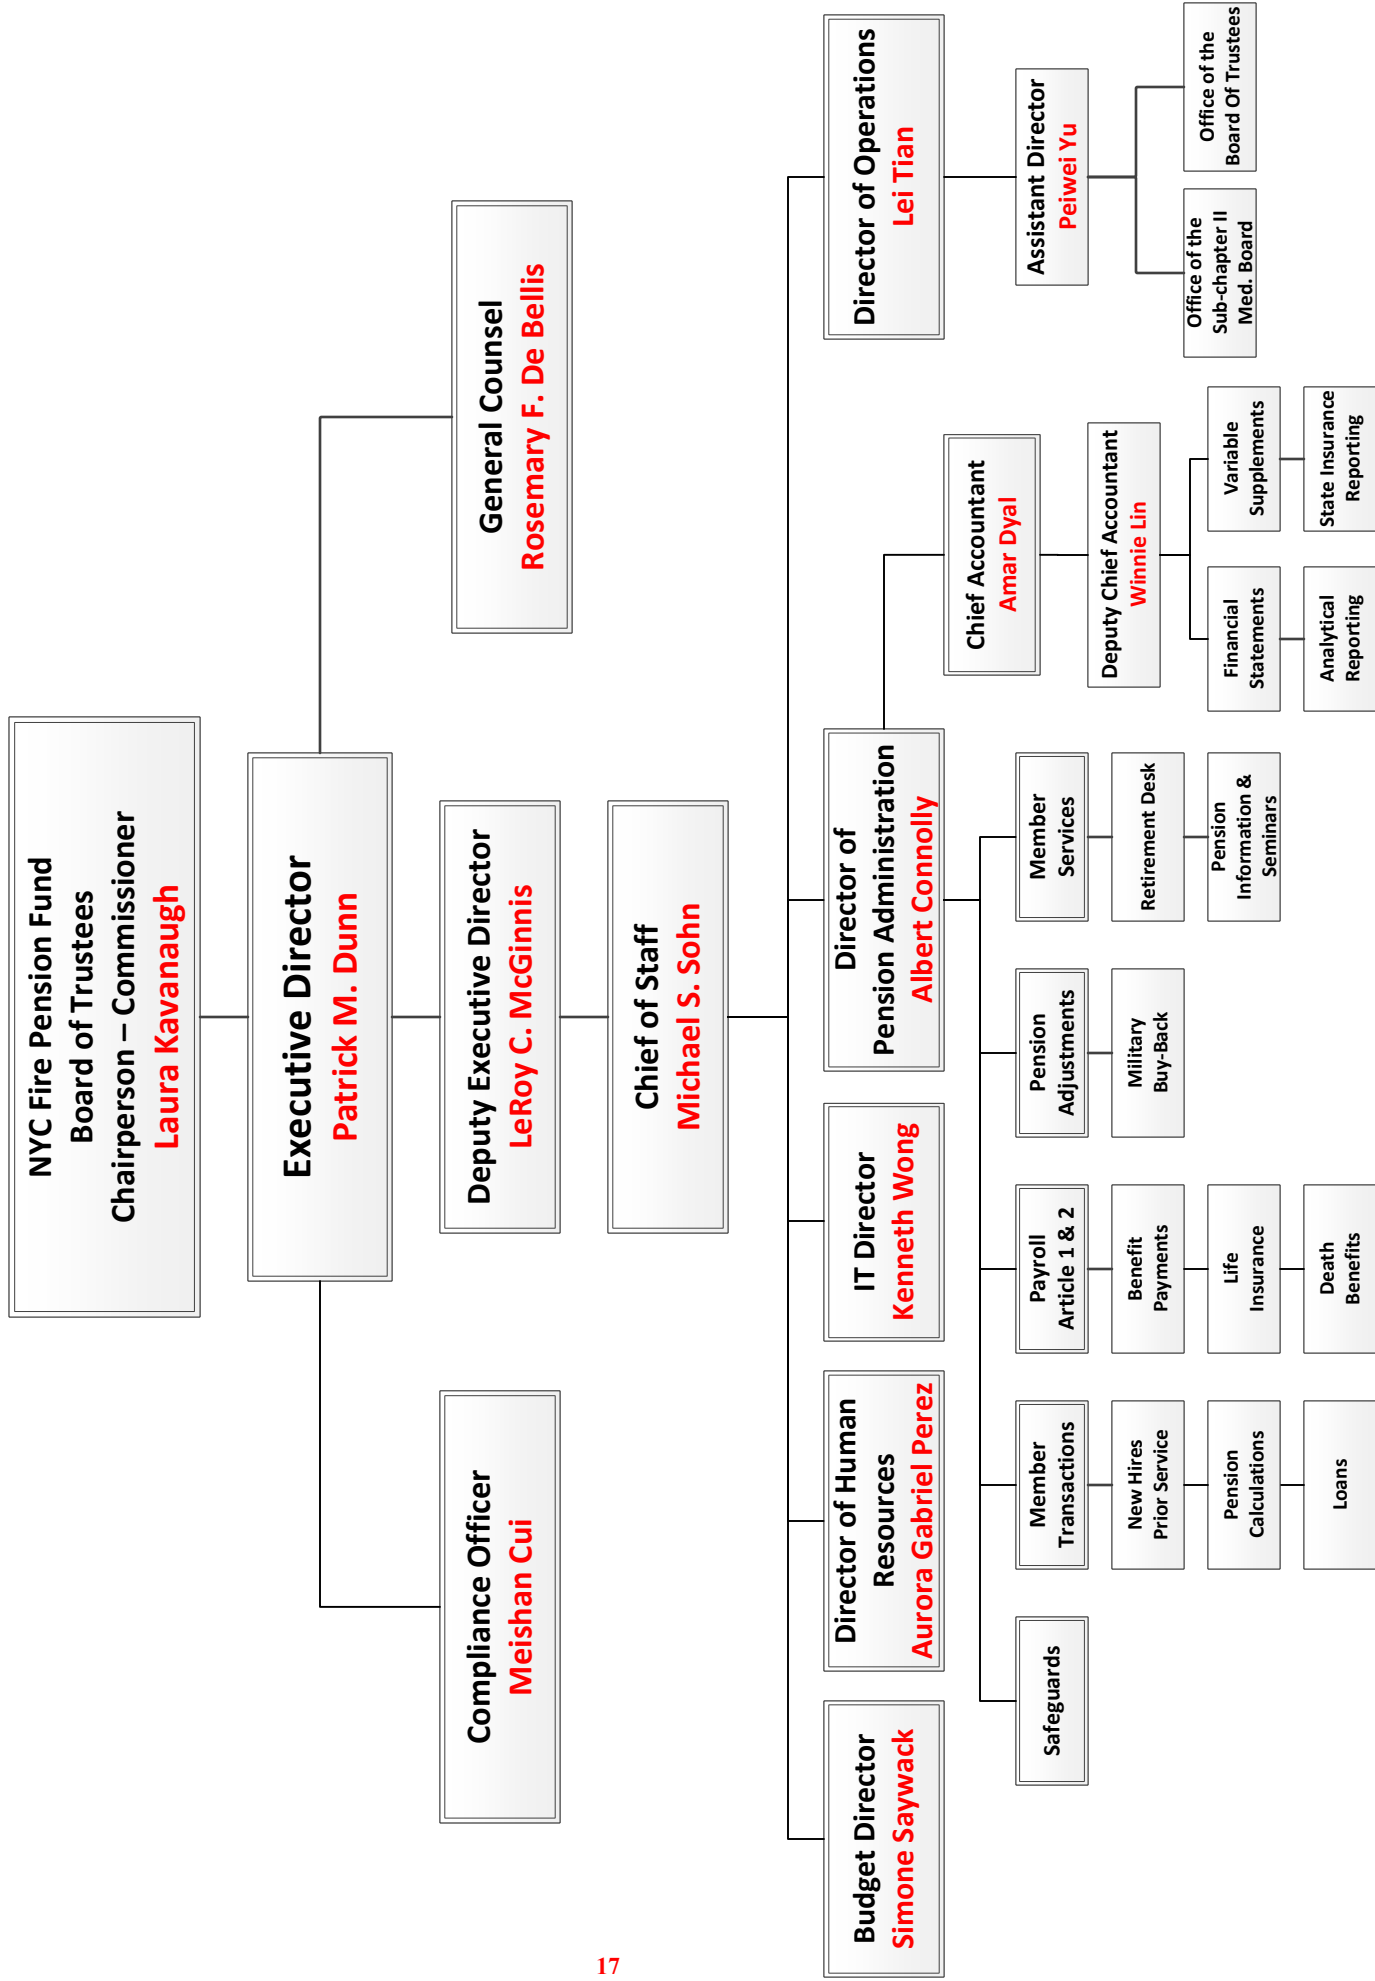 NYC Fire Pension Fund
Board of Trustees
Chairperson – Commissioner
Laura Kavanaugh
Executive Director
Patrick M. Dunn
Compliance Officer
Meishan Cui
General Counsel
Rosemary F. De Bellis
Deputy Executive Director
LeRoy C. McGinnis
Chief of Staff
Michael S. Sohn
Budget Director
Simone Saywack
Director of Human
Resources
Aurora Gabriel Perez
IT Director
Kenneth Wong
Director of
Pension Administration
Albert Connolly
Director of Operations
Lei Tian
Chief Accountant
Amar Dyal
Deputy Chief Accountant
Winnie Lin
Financial
Statements
Analytical
Reporting
Variable
Supplements
State Insurance
Reporting
Assistant Director
Peiwei Yu
Office of the
Sub-chapter II
Med. Board
Office of the
Board Of Trustees
Safeguards
Member
Transactions
New Hires
Prior Service
Pension
Calculations
Loans
Payroll
Article 1 & 2
Benefit
Payments
Life
Insurance
Death
Benefits
Pension
Adjustments
Military
Buy-Back
Member
Services
Retirement Desk
Pension
Information &
Seminars
17